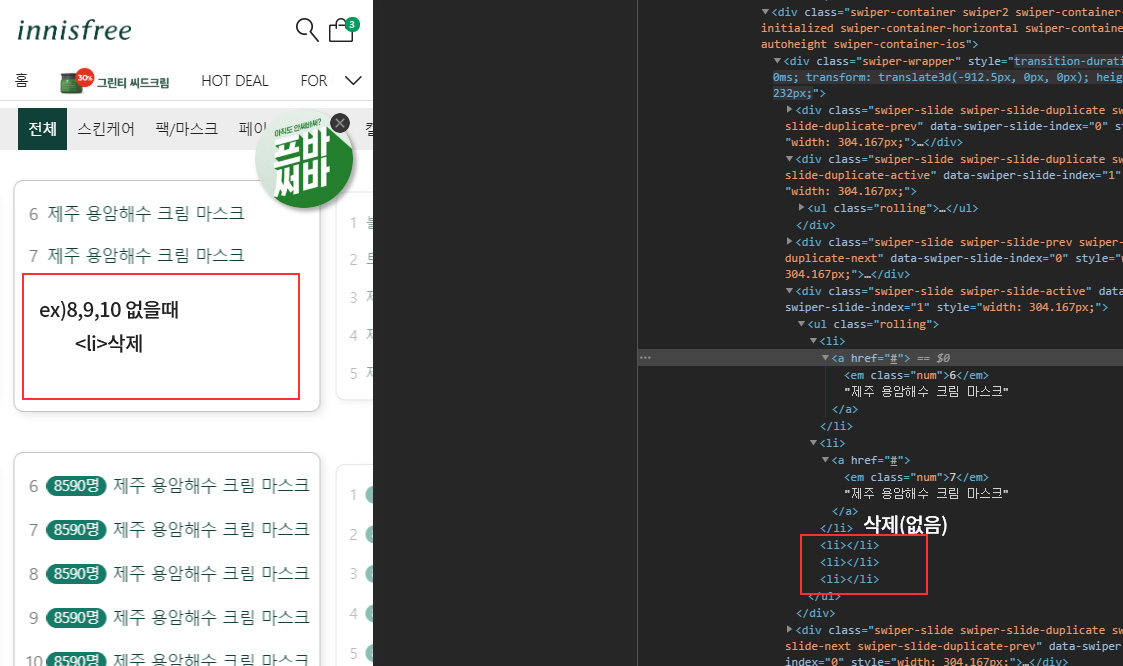 innisfree
3
홈
30%
그린티 씨드크림
HOT DEAL
FOR
전체
스킨케어
팩/마스크
아직도 안써봐써?
쓰바
써바
6 제주 용암해수 크림 마스크
7 제주 용암해수 크림 마스크
ex)8,9,10 없을때
<li>삭제
1
2
3
4
5
6 8590명 제주 용암해수 크림 마스크
7 8590명 제주 용암해수 크림 마스크
8 8590명 제주 용암해수 크림 마스크
9 8590명 제주 용암해수 크림 마스크
10 8590명 제주 용암해수 크림 마스크
1
2
3
4
5
<div class="swiper-container swiper2 swiper-container-
initialized swiper-container-horizontal swiper-containe
autoheight swiper-container-ios">
<div class="swiper-wrapper" style="transition-durati
0ms; transform: translate3d(-912.5px, 0px, 0px); heig
232px;">
<div class="swiper-slide swiper-slide-duplicate sw
slide-duplicate-prev" data-swiper-slide-index="0" st
"width: 304.167px;">…</div>
<div class="swiper-slide swiper-slide-duplicate sw
slide-duplicate-active" data-swiper-slide-index="1"
"width: 304.167px;">
<ul class="rolling">…</ul>
</div>
<div class="swiper-slide swiper-slide-prev swiper-
duplicate-next" data-swiper-slide-index="0" style="w
304.167px;">…</div>
<div class="swiper-slide swiper-slide-active" data
swiper-slide-index="1" style="width: 304.167px;">
<ul class="rolling">
<li>
… <a href="#"> == $0
<em class="num">6</em>
"제주 용암해수 크림 마스크"
</a>
</li>
<li>
<a href="#">
<em class="num">7</em>
"제주 용암해수 크림 마스크"
</a>
</li> 삭제(없음)
<li></li>
<li></li>
<li></li>
</ul>
</div>
<div class="swiper-slide swiper-slide-duplicate sw
slide-next swiper-slide-duplicate-prev" data-swiper
index="0" style="width: 304.167px;">…</div>